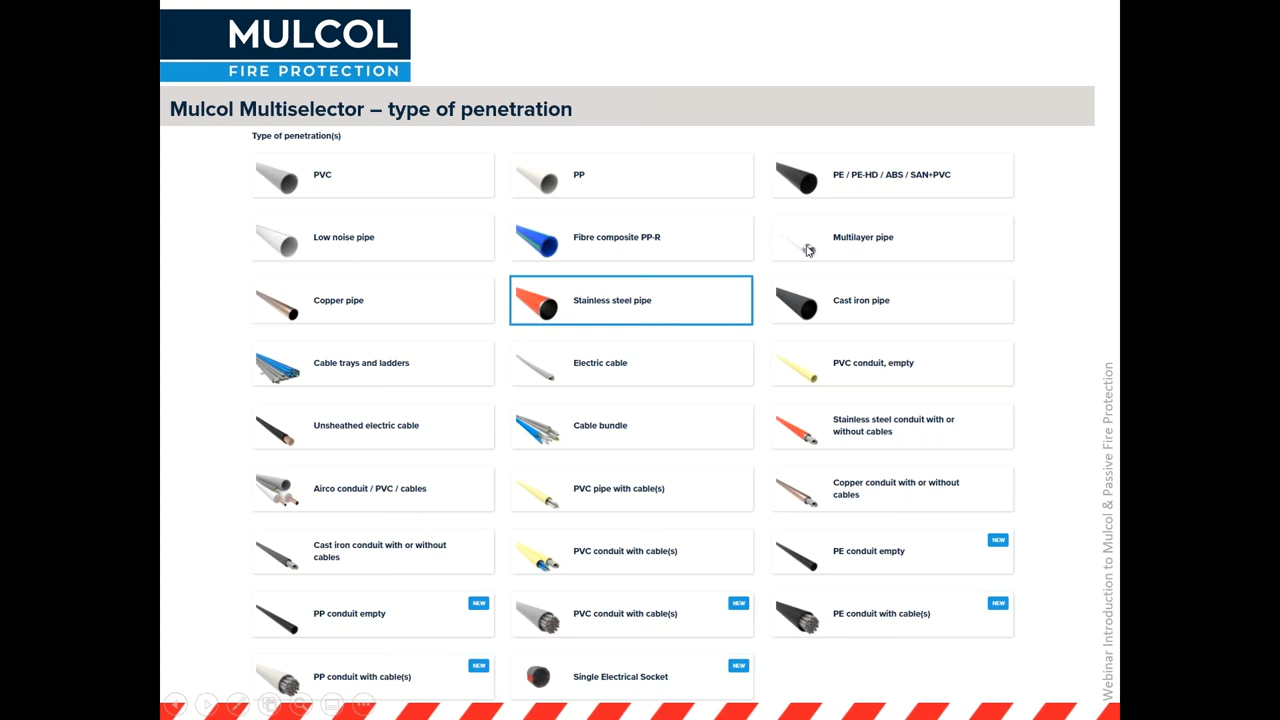 MULCOL
FIRE PROTECTION
Mulcol Multiselector – type of penetration
Type of penetration(s)
PVC
PP
PE / PE-HD / ABS / SAN+PVC
Low noise pipe
Fibre composite PP-R
Multilayer pipe
Copper pipe
Stainless steel pipe
Cast iron pipe
Cable trays and ladders
Electric cable
PVC conduit, empty
Unsheathed electric cable
Cable bundle
Stainless steel conduit with or
without cables
Airco conduit / PVC / cables
PVC pipe with cable(s)
Copper conduit with or without
cables
Cast iron conduit with or without
cables
PVC conduit with cable(s)
PE conduit empty
NEW
PP conduit empty
NEW
PVC conduit with cable(s)
NEW
PE conduit with cable(s)
NEW
PP conduit with cable(s)
NEW
Single Electrical Socket
NEW
Webinar Introduction to Mulcol & Passive Fire Protection